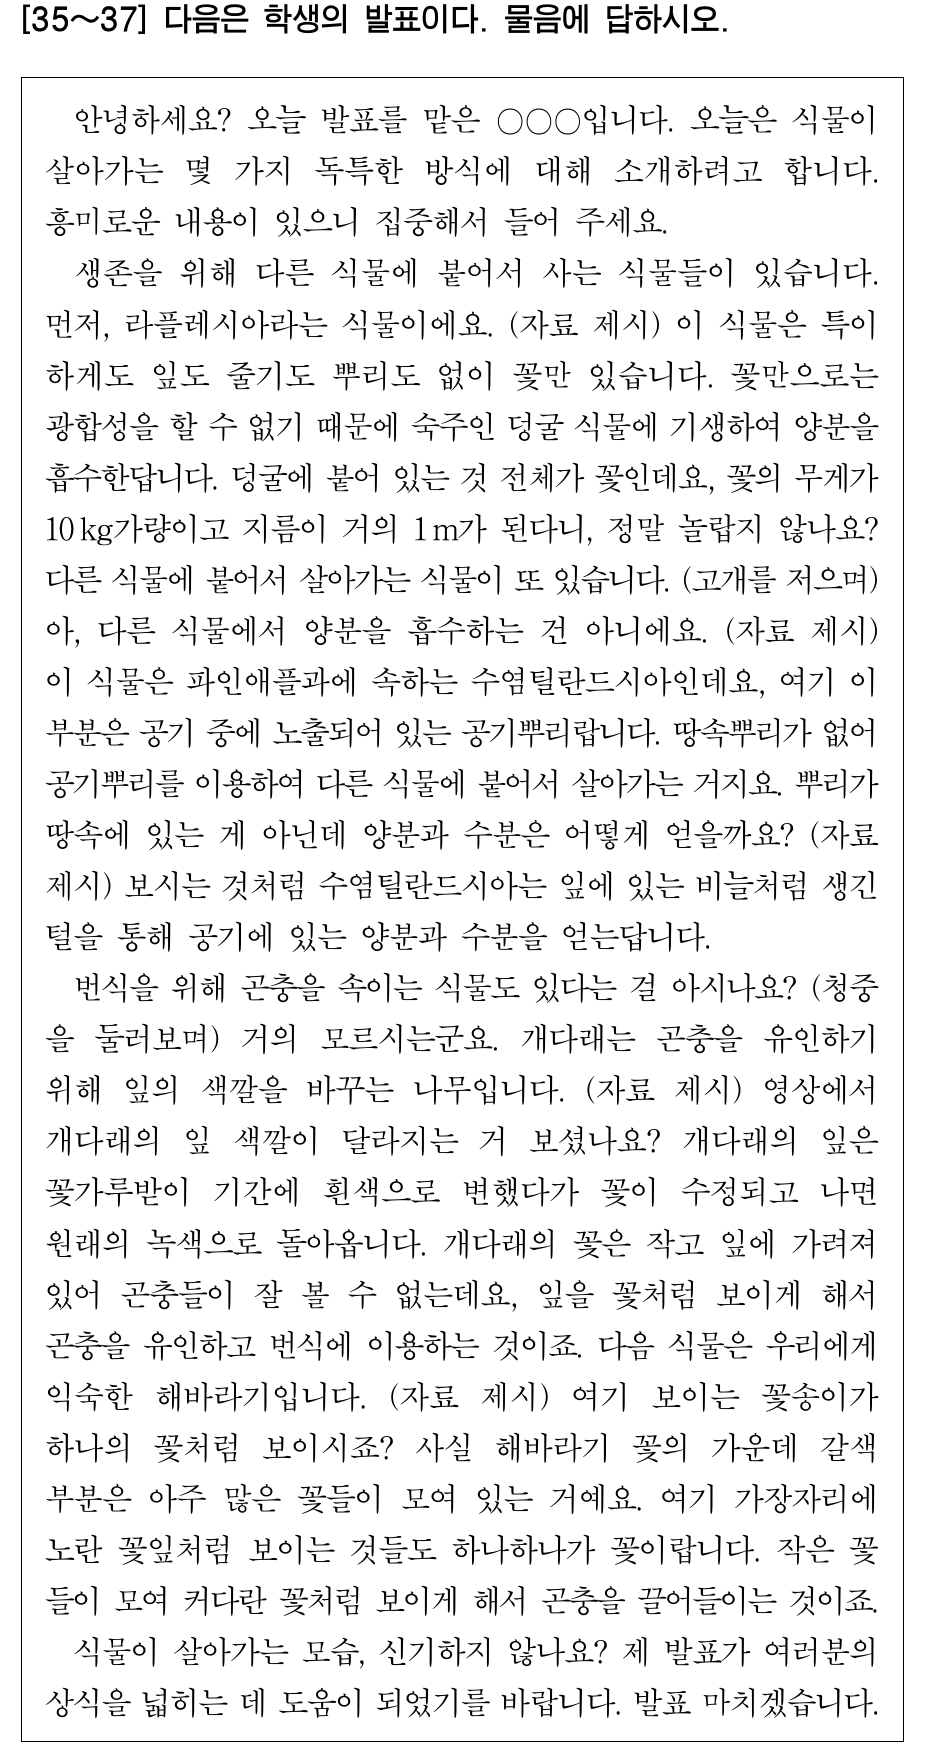 [35～37] 다음은 학생의 발표이다. 물음에 답하시오.
안녕하세요? 오늘 발표를 맡은 ○○○입니다. 오늘은 식물이
살아가는 몇 가지 독특한 방식에 대해 소개하려고 합니다.
흥미로운 내용이 있으니 집중해서 들어 주세요.
생존을 위해 다른 식물에 붙어서 사는 식물들이 있습니다.
먼저, 라플레시아라는 식물이에요. (자료 제시) 이 식물은 특이
하게도 잎도 줄기도 뿌리도 없이 꽃만 있습니다. 꽃만으로는
광합성을 할 수 없기 때문에 숙주인 덩굴 식물에 기생하여 양분을
흡수한답니다. 덩굴에 붙어 있는 것 전체가 꽃인데요, 꽃의 무게가
10kg가량이고 지름이 거의 1m가 된다니, 정말 놀랍지 않나요?
다른 식물에 붙어서 살아가는 식물이 또 있습니다. (고개를 저으며)
아, 다른 식물에서 양분을 흡수하는 건 아니에요. (자료 제시)
이 식물은 파인애플과에 속하는 수염틸란드시아인데요, 여기 이
부분은 공기 중에 노출되어 있는 공기뿌리랍니다. 땅속뿌리가 없어
공기뿌리를 이용하여 다른 식물에 붙어서 살아가는 거지요. 뿌리가
땅속에 있는 게 아닌데 양분과 수분은 어떻게 얻을까요? (자료
제시) 보시는 것처럼 수염틸란드시아는 잎에 있는 비늘처럼 생긴
털을 통해 공기에 있는 양분과 수분을 얻는답니다.
번식을 위해 곤충을 속이는 식물도 있다는 걸 아시나요? (청중
을 둘러보며) 거의 모르시는군요. 개다래는 곤충을 유인하기
위해 잎의 색깔을 바꾸는 나무입니다. (자료 제시) 영상에서
개다래의 잎 색깔이 달라지는 거 보셨나요? 개다래의 잎은
꽃가루받이 기간에 흰색으로 변했다가 꽃이 수정되고 나면
원래의 녹색으로 돌아옵니다. 개다래의 꽃은 작고 잎에 가려져
있어 곤충들이 잘 볼 수 없는데요, 잎을 꽃처럼 보이게 해서
곤충을 유인하고 번식에 이용하는 것이죠. 다음 식물은 우리에게
익숙한 해바라기입니다. (자료 제시) 여기 보이는 꽃송이가
하나의 꽃처럼 보이시죠? 사실 해바라기 꽃의 가운데 갈색
부분은 아주 많은 꽃들이 모여 있는 거예요. 여기 가장자리에
노란 꽃잎처럼 보이는 것들도 하나하나가 꽃이랍니다. 작은 꽃
들이 모여 커다란 꽃처럼 보이게 해서 곤충을 끌어들이는 것이죠.
식물이 살아가는 모습, 신기하지 않나요? 제 발표가 여러분의
상식을 넓히는 데 도움이 되었기를 바랍니다. 발표 마치겠습니다.